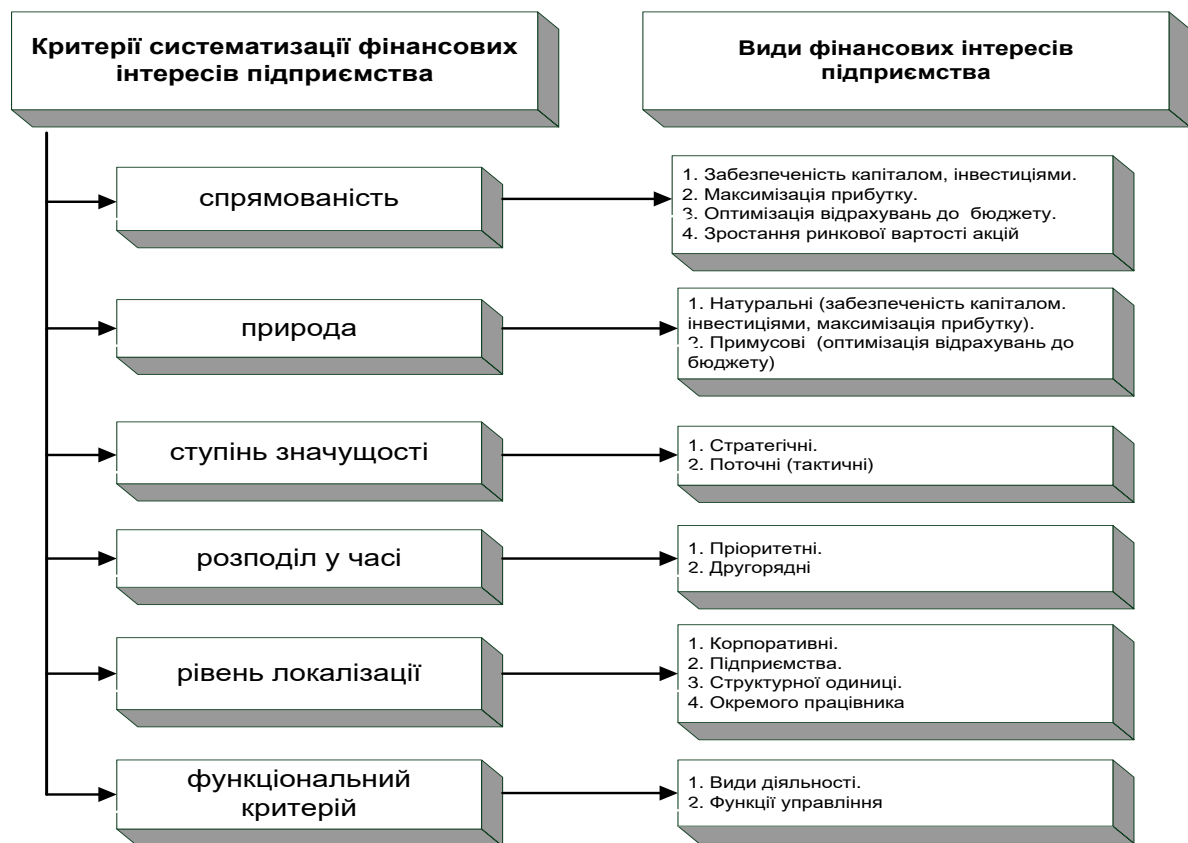 Критерії систематизації фінансових
інтересів підприємства
Види фінансових інтересів
підприємства
спрямованість
1. Забезпеченість капіталом, інвестиціями.
2. Максимізація прибутку.
3. Оптимізація відрахувань до бюджету.
4. Зростання ринкової вартості акцій
природа
1. Натуральні (забезпеченість капіталом.
інвестиціями, максимізація прибутку).
2. Примусові (оптимізація відрахувань до
бюджету)
ступінь значущості
1. Стратегічні.
2. Поточні (тактичні)
розподіл у часі
1. Пріоритетні.
2. Другорядні
рівень локалізації
1. Корпоративні.
2. Підприємства.
3. Структурної одиниці.
4. Окремого працівника
функціональний
критерій
1. Види діяльності.
2. Функції управління